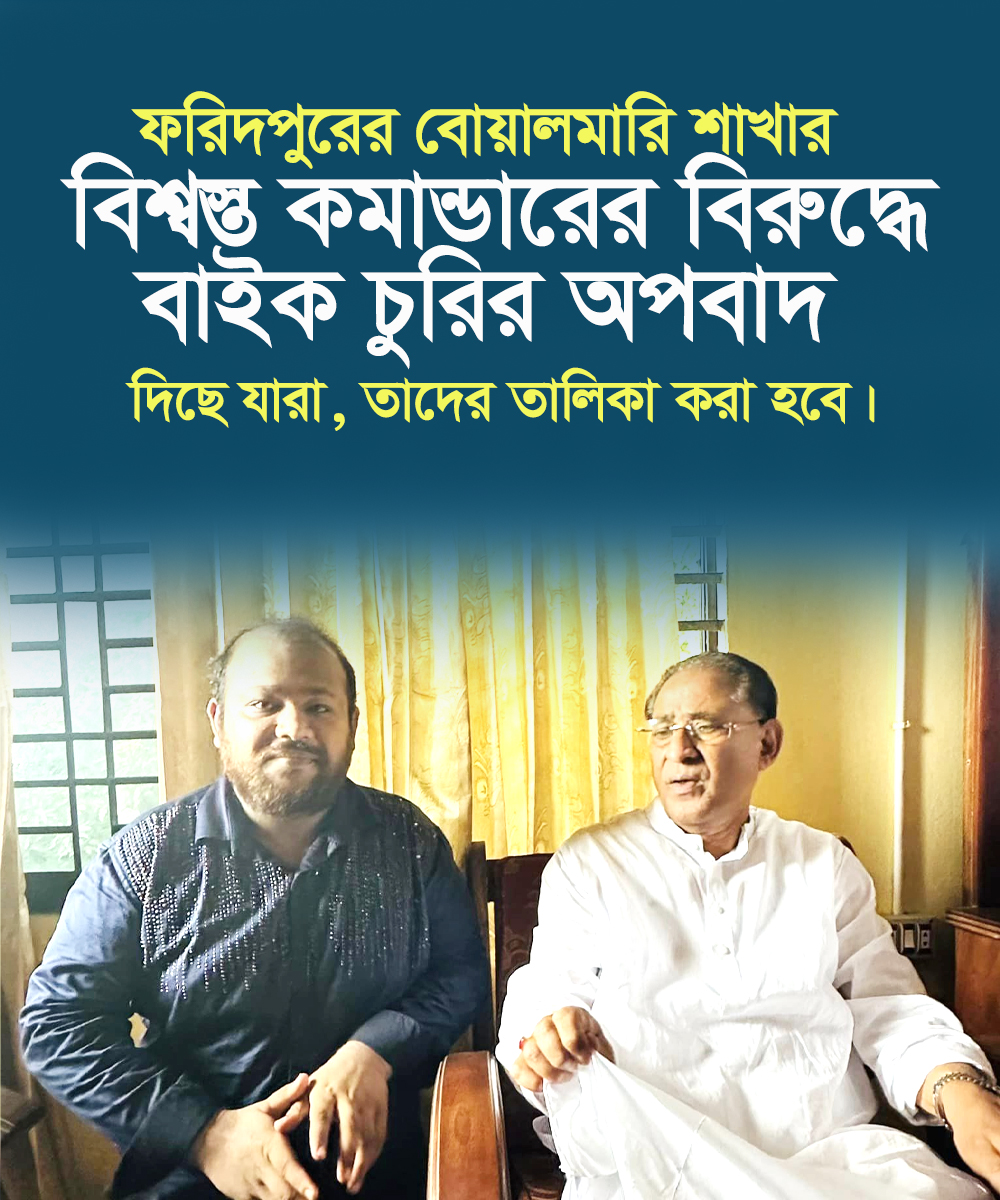 ফরিদপুরের বোয়ালমারি শাখার
বিশ্বস্ত কমান্ডারের বিরুদ্ধে
বাইক চুরির অপবাদ
দিছে যারা, তাদের তালিকা করা হবে।